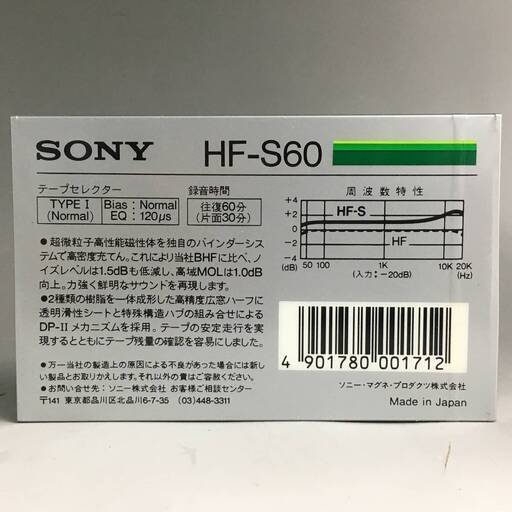 SONY HF-S60
テープセレクター 録音時間 周波数特性
TYPE I
(Normal)
Bias: Normal
EQ: 120μs
往復60分
(片面30分)
+4
+2
0
-2
-4
(dB)
HF-S
HF
50 100 1K 10K 20K
(入力:-20dB) (Hz)
●超微粒子高性能磁性体を独自のバインダーシス
テムで高密度充てん。これにより当社BHFに比べ、ノ
イズレベルは1.5dBも低減し、高域MOLは1.0dB
向上。力強く鮮明なサウンドを再現します。
●2種類の樹脂を一体成形した高精度広窓ハーフに
透明滑性シートと特殊構造ハブの組み合せによる
DP-IIメカニズムを採用。テープの安定走行を実
現するとともにテープ残量の確認を容易にしました。
●万一当社の製造上の原因による不良があった場合には新し
い製品とお取りかえします。それ以外の責はご容赦ください。
●お問い合せ先:ソニー株式会社 お客様ご相談センター
〒141 東京都品川区北品川6-7-35 (03)448-3311
4 901780 001712
ソニー・マグネ・プロダクツ株式会社
Made in Japan